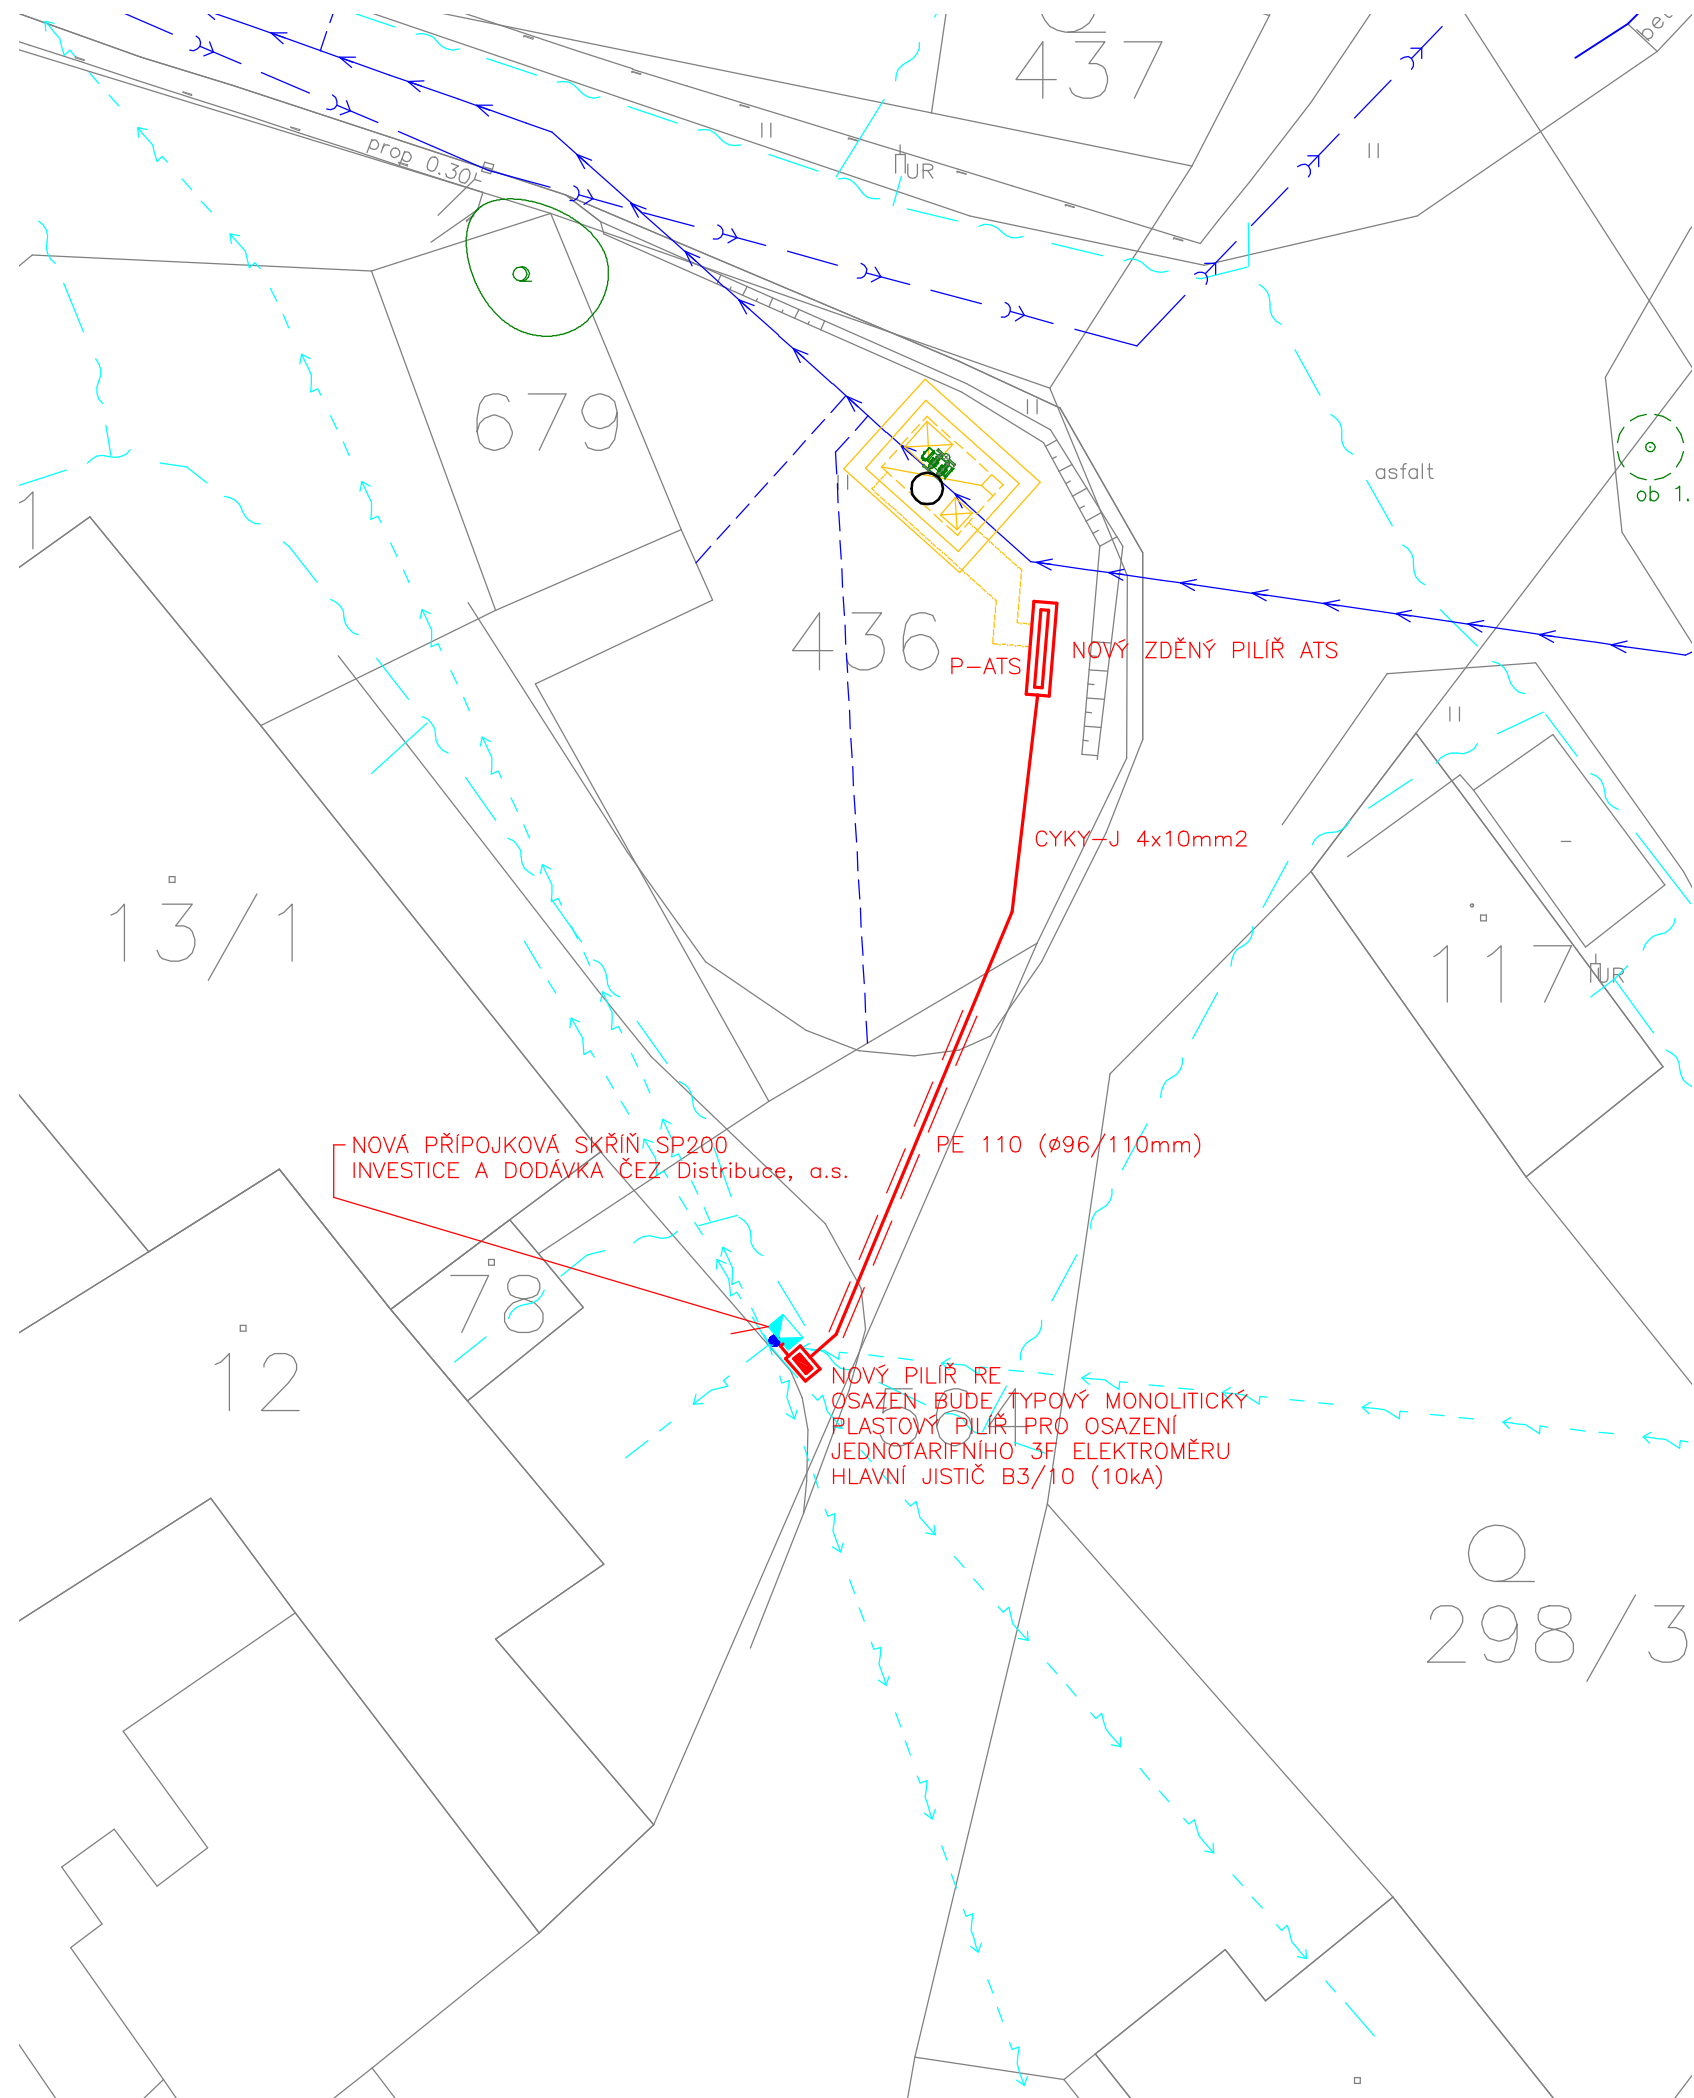 437
UR
prop 0.30
679
asfalt
ob 1.
1
436
P-ATS
NOVÝ ZDĚNÝ PILÍŘ ATS
CYKY-J 4x10mm2
13/1
117
UR
PE 110 (ø96/110mm)
NOVÁ PŘÍPOJKOVÁ SKŘÍŇ SP200
INVESTICE A DODÁVKA ČEZ Distribuce, a.s.
78
12
NOVÝ PILÍŘ RE
OSAZEN BUDE TYPOVÝ MONOLITICKÝ
PLASTOVÝ PILÍŘ PRO OSAZENÍ
JEDNOTARIFNÍHO 3F ELEKTROMĚRU
HLAVNÍ JISTIČ B3/10 (10kA)
564
298/3